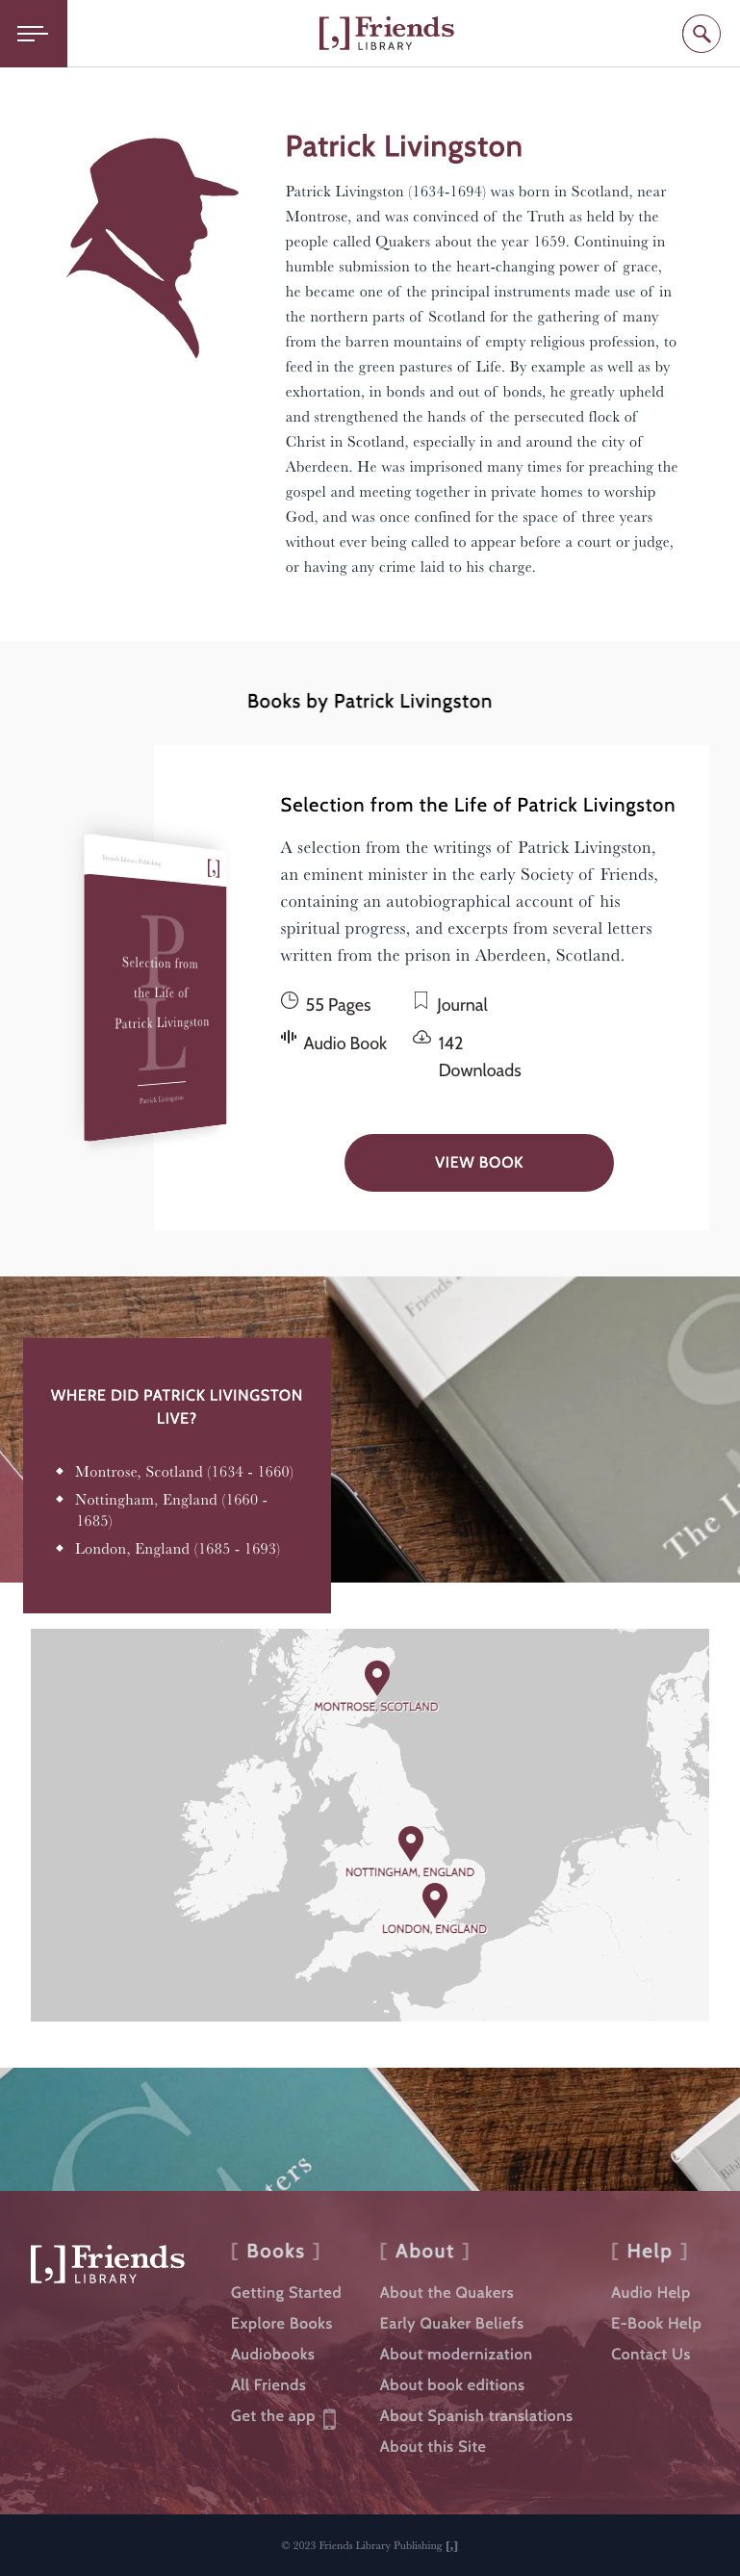 [,] Friends
LIBRARY
Patrick Livingston
Patrick Livingston (1634-1694) was born in Scotland, near
Montrose, and was convinced of the Truth as held by the
people called Quakers about the year 1659. Continuing in
humble submission to the heart-changing power of grace,
he became one of the principal instruments made use of in
the northern parts of Scotland for the gathering of many
from the barren mountains of empty religious profession, to
feed in the green pastures of Life. By example as well as by
exhortation, in bonds and out of bonds, he greatly upheld
and strengthened the hands of the persecuted flock of
Christ in Scotland, especially in and around the city of
Aberdeen. He was imprisoned many times for preaching the
gospel and meeting together in private homes to worship
God, and was once confined for the space of three years
without ever being called to appear before a court or judge,
or having any crime laid to his charge.
Books by Patrick Livingston
Friends Library Publishing
[,]
PL
Selection from
the Life of
Patrick Livingston
Patrick Livingston
Selection from the Life of Patrick Livingston
A selection from the writings of Patrick Livingston,
an eminent minister in the early Society of Friends,
containing an autobiographical account of his
spiritual progress, and excerpts from several letters
written from the prison in Aberdeen, Scotland.
55 Pages
Journal
Audio Book
142
Downloads
VIEW BOOK
Friends
The Li
WHERE DID PATRICK LIVINGSTON
LIVE?
Montrose, Scotland (1634 - 1660)
Nottingham, England (1660 -
1685)
London, England (1685 - 1693)
MONTROSE, SCOTLAND
NOTTINGHAM, ENGLAND
LONDON, ENGLAND
ters
Bibli
[,] Friends
LIBRARY
[ Books ]
Getting Started
Explore Books
Audiobooks
All Friends
Get the app
[ About ]
About the Quakers
Early Quaker Beliefs
About modernization
About book editions
About Spanish translations
About this Site
[ Help ]
Audio Help
E-Book Help
Contact Us
© 2023 Friends Library Publishing [,]